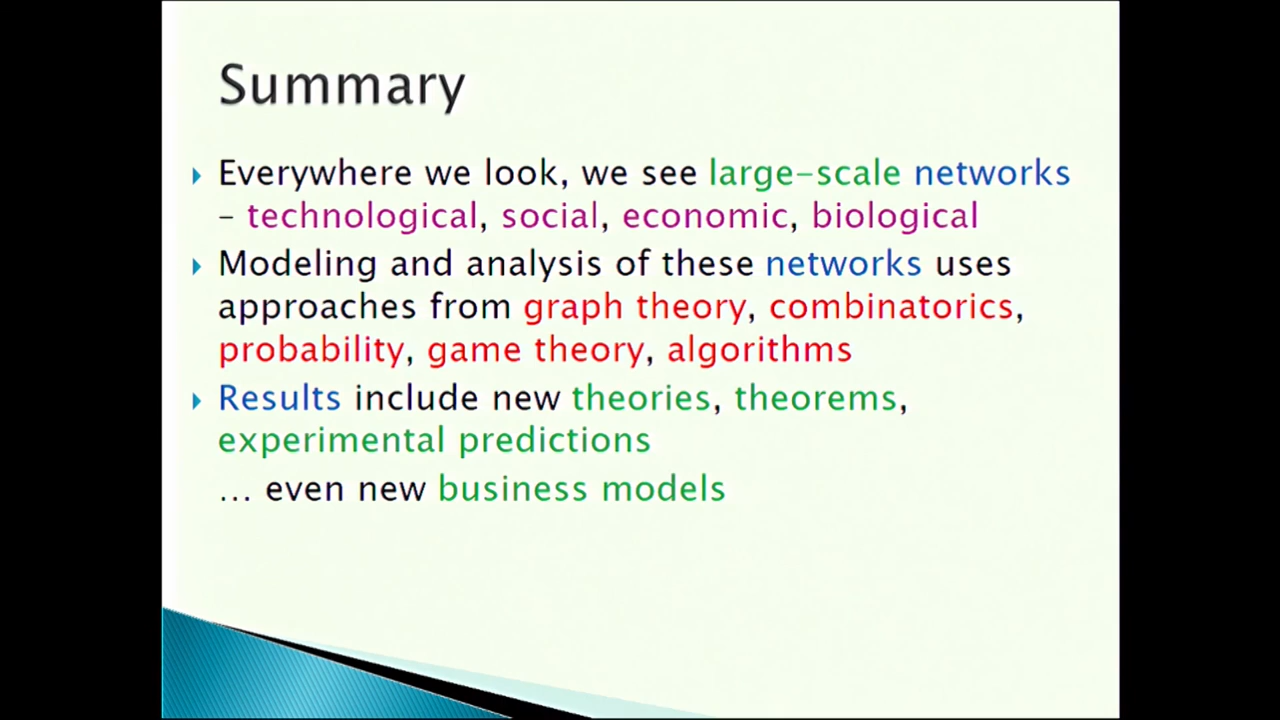 Summary
Everywhere we look, we see large-scale networks
– technological, social, economic, biological
Modeling and analysis of these networks uses
approaches from graph theory, combinatorics,
probability, game theory, algorithms
Results include new theories, theorems,
experimental predictions
… even new business models